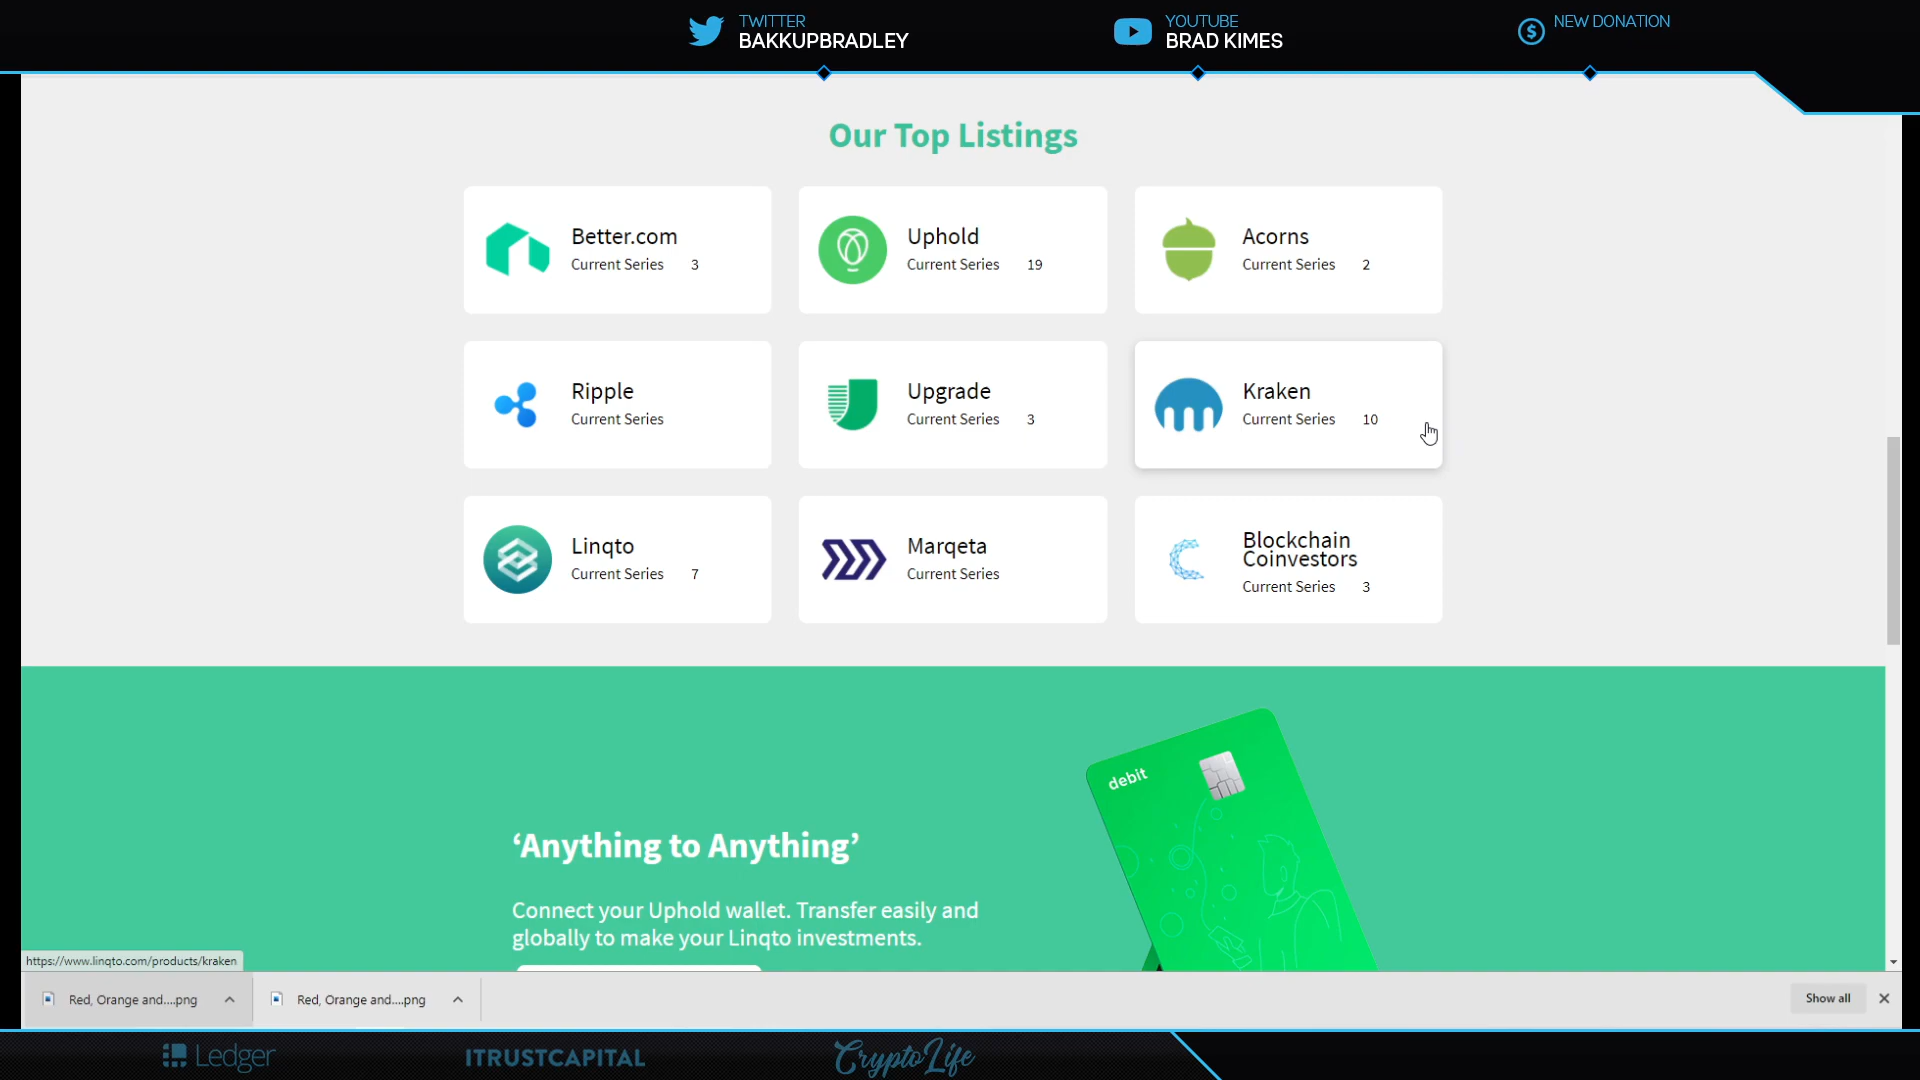 TWITTER
BAKKUPBRADLEY
YOUTUBE
BRAD KIMES
NEW DONATION
Our Top Listings
Better.com
Current Series 3
Uphold
Current Series 19
Acorns
Current Series 2
Ripple
Current Series
Upgrade
Current Series 3
Kraken
Current Series 10
Linqto
Current Series 7
Marqeta
Current Series
Blockchain
Coinvestors
Current Series 3
‘Anything to Anything’
Connect your Uphold wallet. Transfer easily and
globally to make your Linqto investments.
debit
https://www.linqto.com/products/kraken
Red, Orange and....png
Red, Orange and....png
Show all
Ledger
ITRUSTCAPITAL
CryptoLife